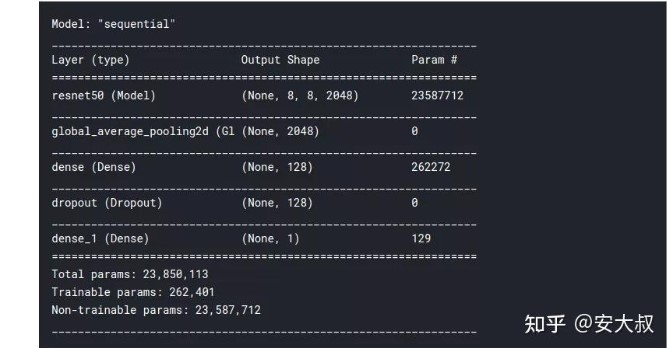 Model: "sequential"
_________________________________________________________________
Layer (type)                 Output Shape              Param #
=================================================================
resnet50 (Model)             (None, 8, 8, 2048)        23587712
_________________________________________________________________
global_average_pooling2d (Gl (None, 2048)              0
_________________________________________________________________
dense (Dense)                (None, 128)               262272
_________________________________________________________________
dropout (Dropout)            (None, 128)               0
_________________________________________________________________
dense_1 (Dense)              (None, 1)                 129
=================================================================
Total params: 23,850,113
Trainable params: 262,401
Non-trainable params: 23,587,712
_________________________________________________________________
知乎 @安大叔